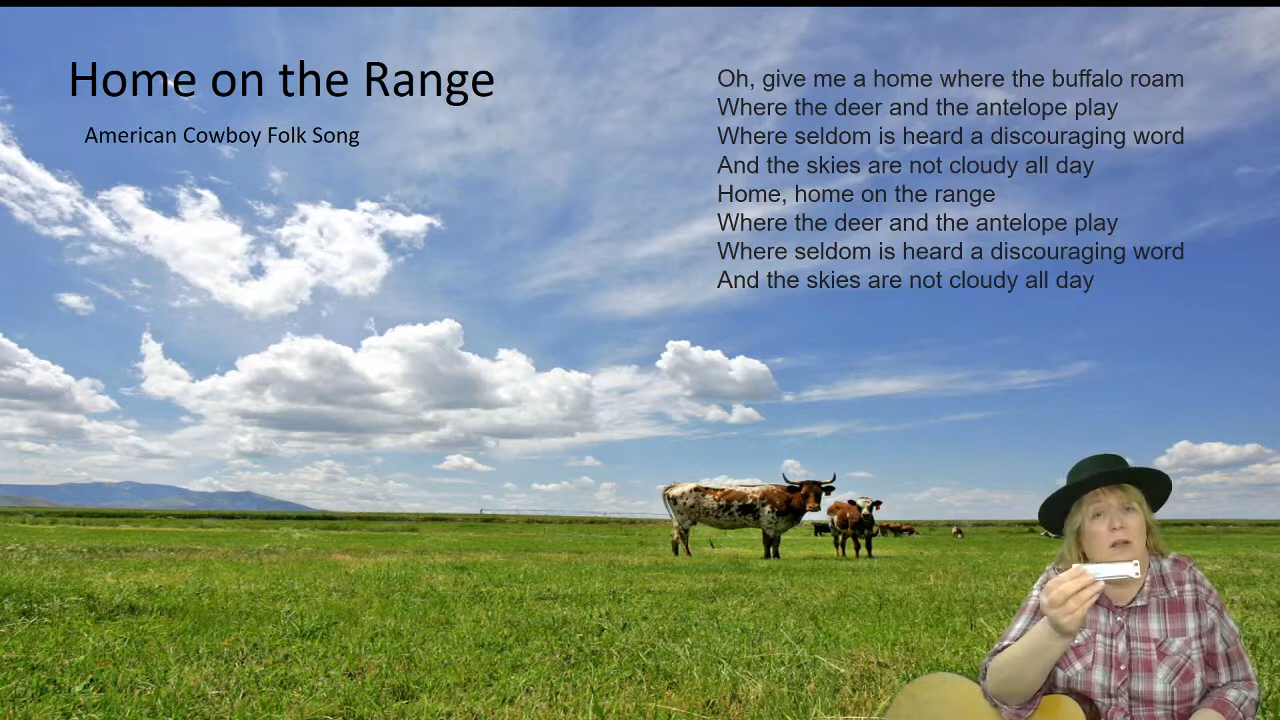 Home on the Range
American Cowboy Folk Song
Oh, give me a home where the buffalo roam
Where the deer and the antelope play
Where seldom is heard a discouraging word
And the skies are not cloudy all day
Home, home on the range
Where the deer and the antelope play
Where seldom is heard a discouraging word
And the skies are not cloudy all day